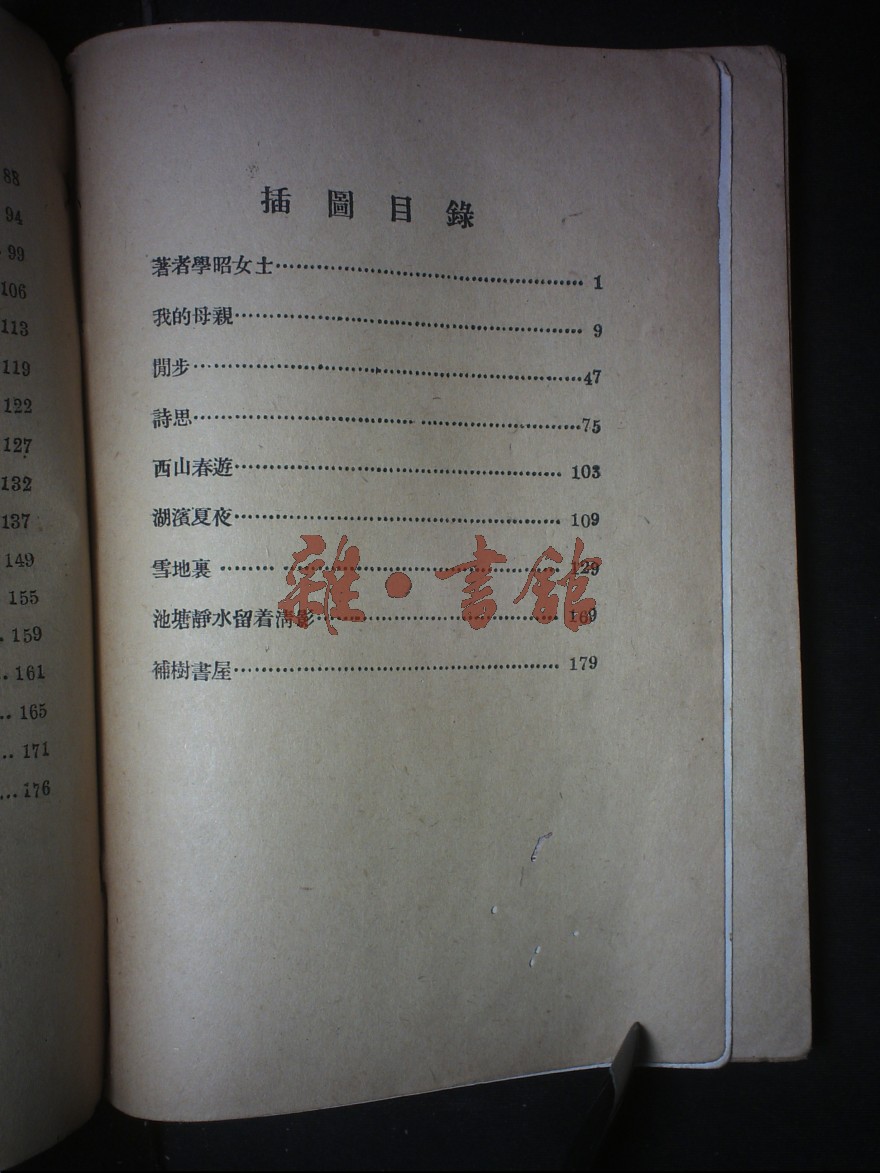 88
94
99
106
113
119
122
127
132
137
149
155
159
161
165
171
176
插圖目錄
著者學昭女士 1
我的母親 9
閒步 47
詩思 75
西山春遊 103
湖濱夏夜 109
雪地裏 129
池塘靜水留着清影 169
補樹書屋 179
雜·書舘